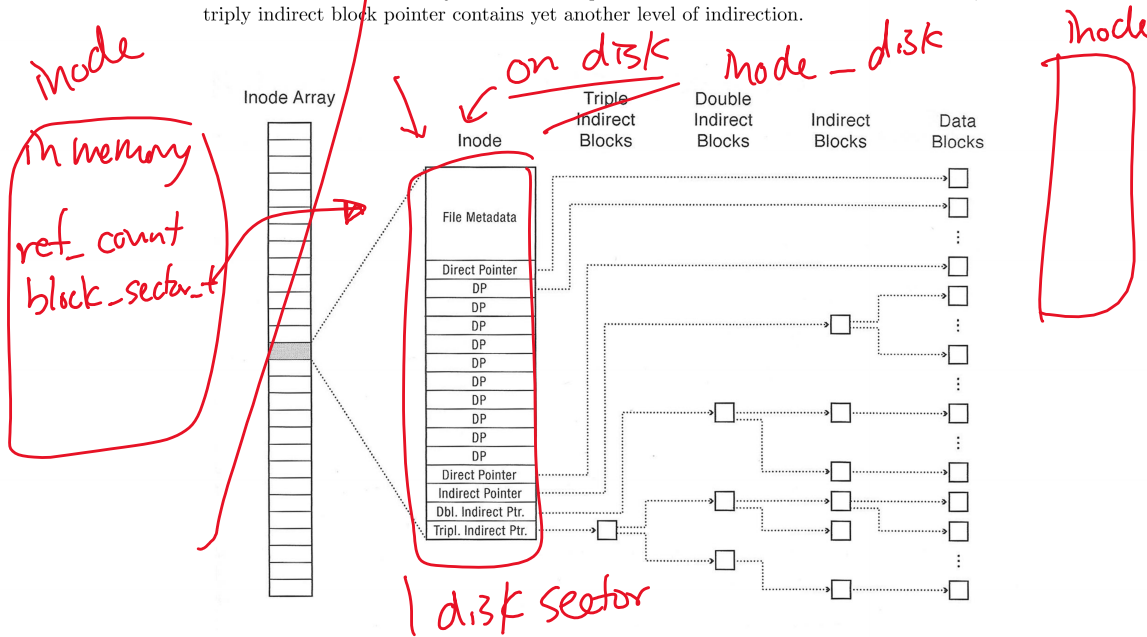 triply indirect block pointer contains yet another level of indirection.
inode
on disk
inode_disk
inode
Inode Array
Inode
Triple
Indirect
Blocks
Double
Indirect
Blocks
Indirect
Blocks
Data
Blocks
in memory
ref_count
block_sector_t
File Metadata
Direct Pointer
DP
DP
DP
DP
DP
DP
DP
DP
DP
DP
Direct Pointer
Indirect Pointer
Dbl. Indirect Ptr.
Tripl. Indirect Ptr.
1 disk sector